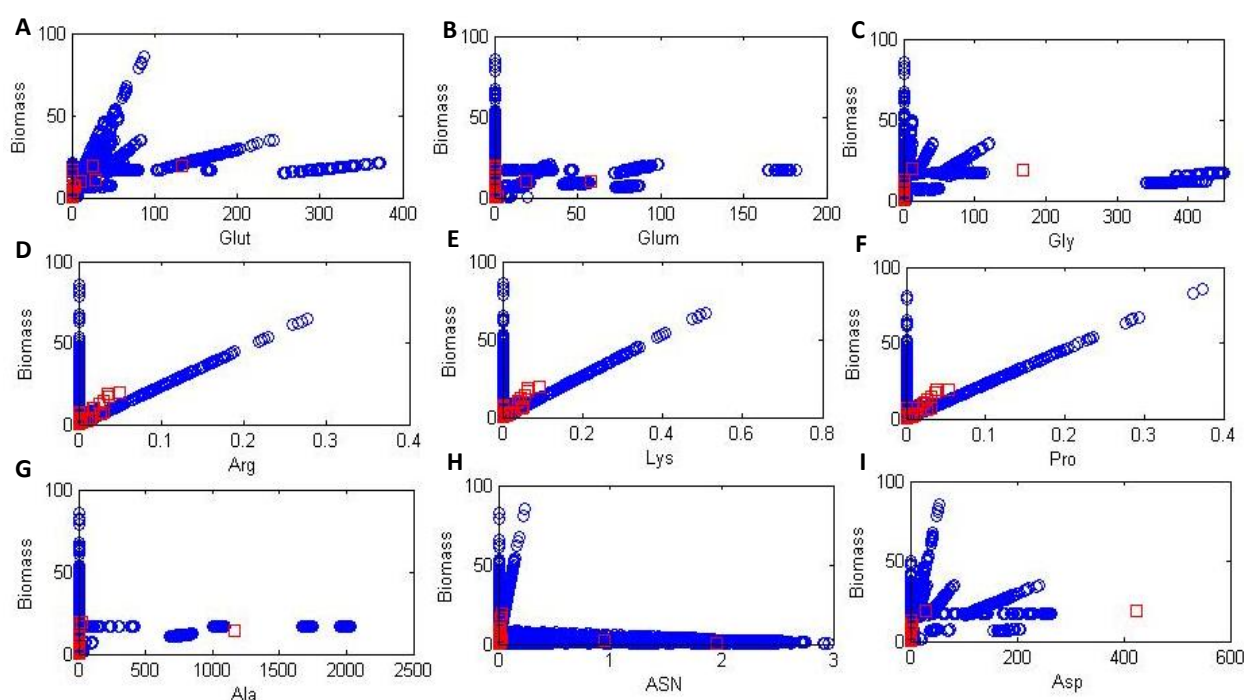 A
100
50
0
Biomass
0 100 200 300 400
Glut
B
100
50
0
Biomass
0 50 100 150 200
Glum
C
100
50
0
Biomass
0 100 200 300 400
Gly
D
100
50
0
Biomass
0 0.1 0.2 0.3 0.4
Arg
E
100
50
0
Biomass
0 0.2 0.4 0.6 0.8
Lys
F
100
50
0
Biomass
0 0.1 0.2 0.3 0.4
Pro
G
100
50
0
Biomass
0 500 1000 1500 2000 2500
Ala
H
100
50
0
Biomass
0 1 2 3
ASN
I
100
50
0
Biomass
0 200 400 600
Asp